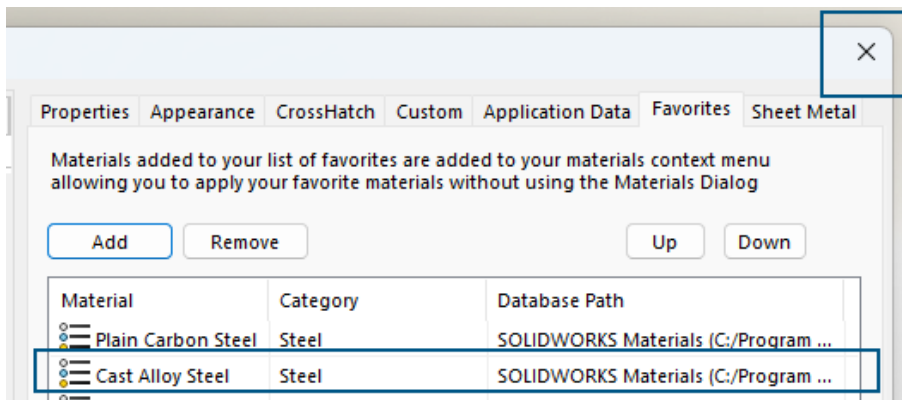 Properties Appearance CrossHatch Custom Application Data Favorites Sheet Metal
Materials added to your list of favorites are added to your materials context menu
allowing you to apply your favorite materials without using the Materials Dialog
Add Remove Up Down
Material Category Database Path
Plain Carbon Steel Steel SOLIDWORKS Materials (C:/Program ...
Cast Alloy Steel Steel SOLIDWORKS Materials (C:/Program ...